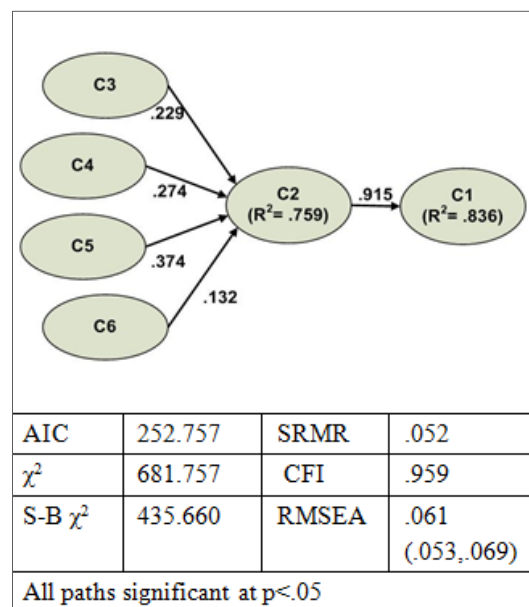 C3
.229
C4
C2
(R²= .759)
.915
C1
(R²= .836)
.274
C5
.374
C6
.132
AIC 252.757 SRMR .052
χ² 681.757 CFI .959
S-B χ² 435.660 RMSEA .061
(.053,.069)
All paths significant at p<.05